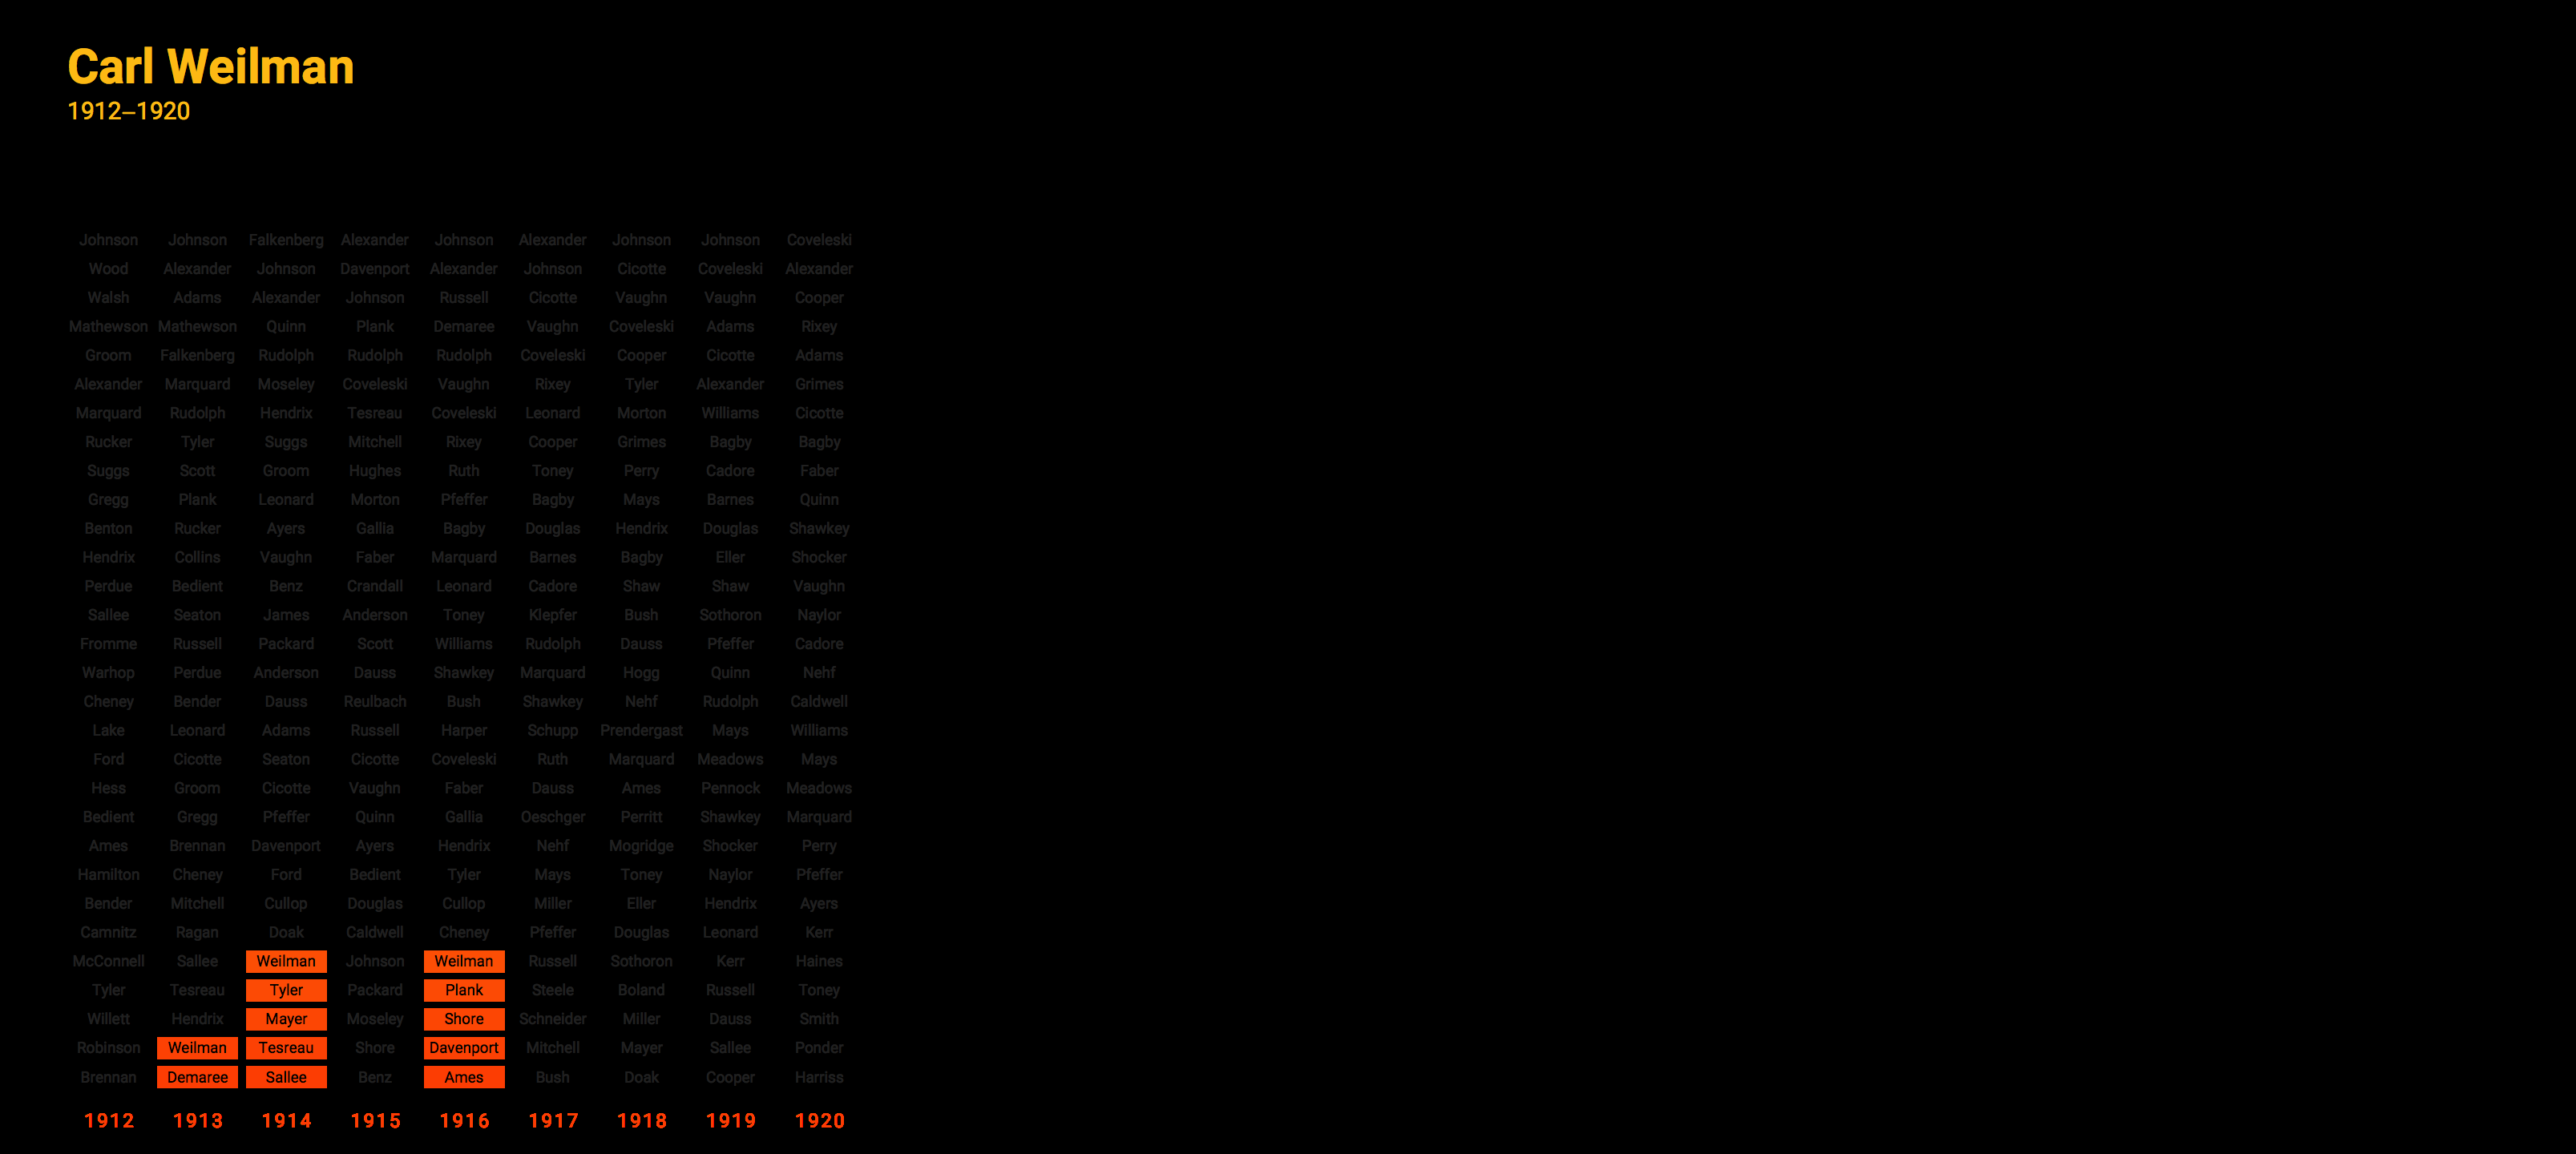 Carl Weilman
1912–1920
Johnson Johnson Falkenberg Alexander Johnson Alexander Johnson Johnson Coveleski
Wood Alexander Johnson Davenport Alexander Johnson Cicotte Coveleski Alexander
Walsh Adams Alexander Johnson Russell Cicotte Vaughn Vaughn Cooper
Mathewson Mathewson Quinn Plank Demaree Vaughn Coveleski Adams Rixey
Groom Falkenberg Rudolph Rudolph Rudolph Coveleski Cooper Cicotte Adams
Alexander Marquard Moseley Coveleski Vaughn Rixey Tyler Alexander Grimes
Marquard Rudolph Hendrix Tesreau Coveleski Leonard Morton Williams Cicotte
Rucker Tyler Suggs Mitchell Rixey Cooper Grimes Bagby Bagby
Suggs Scott Groom Hughes Ruth Toney Perry Cadore Faber
Gregg Plank Leonard Morton Pfeffer Bagby Mays Barnes Quinn
Benton Rucker Ayers Gallia Bagby Douglas Hendrix Douglas Shawkey
Hendrix Collins Vaughn Faber Marquard Barnes Bagby Eller Shocker
Perdue Bedient Benz Crandall Leonard Cadore Shaw Shaw Vaughn
Sallee Seaton James Anderson Toney Klepfer Bush Sothoron Naylor
Fromme Russell Packard Scott Williams Rudolph Dauss Pfeffer Cadore
Warhop Perdue Anderson Dauss Shawkey Marquard Hogg Quinn Nehf
Cheney Bender Dauss Reulbach Bush Shawkey Nehf Rudolph Caldwell
Lake Leonard Adams Russell Harper Schupp Prendergast Mays Williams
Ford Cicotte Seaton Cicotte Coveleski Ruth Marquard Meadows Mays
Hess Groom Cicotte Vaughn Faber Dauss Ames Pennock Meadows
Bedient Gregg Pfeffer Quinn Gallia Oeschger Perritt Shawkey Marquard
Ames Brennan Davenport Ayers Hendrix Nehf Mogridge Shocker Perry
Hamilton Cheney Ford Bedient Tyler Mays Toney Naylor Pfeffer
Bender Mitchell Cullop Douglas Cullop Miller Eller Hendrix Ayers
Camnitz Ragan Doak Caldwell Cheney Pfeffer Douglas Leonard Kerr
McConnell Sallee Weilman Johnson Weilman Russell Sothoron Kerr Haines
Tyler Tesreau Tyler Packard Plank Steele Boland Russell Toney
Willett Hendrix Mayer Moseley Shore Schneider Miller Dauss Smith
Robinson Weilman Tesreau Shore Davenport Mitchell Mayer Sallee Ponder
Brennan Demaree Sallee Benz Ames Bush Doak Cooper Harriss
1912 1913 1914 1915 1916 1917 1918 1919 1920